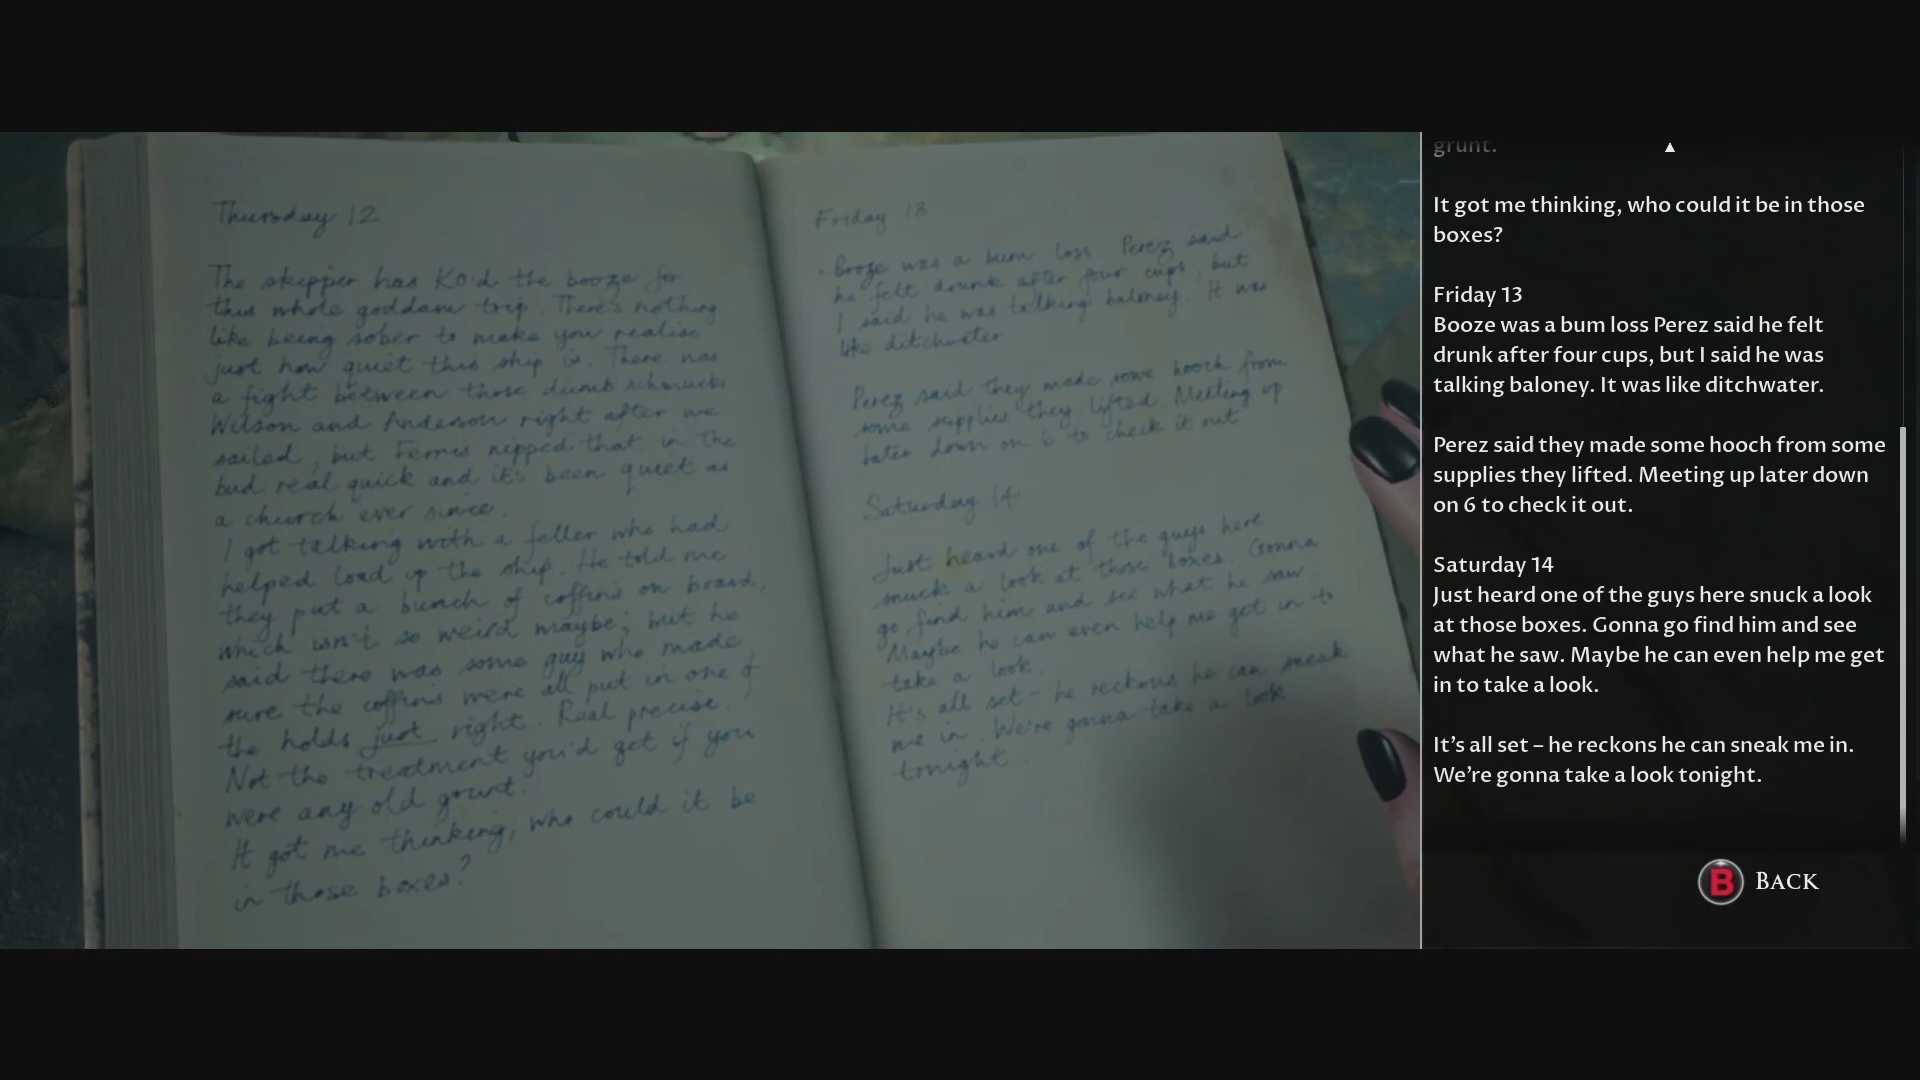 Thursday 12
The skipper has KO.d the booze for
this whole goddam trip. There's nothing
like being sober to make you realise
just how quiet this ship is. There was
a fight between those dumb schmucks
Wilson and Anderson right after we
sailed, but Ferris nipped that in the
bud real quick and it's been quiet as
a church ever since.
I got talking with a feller who had
helped load up the ship. He told me
they put a bunch of coffins on board,
which isn't so weird maybe; but he
said there was some guy who made
sure the coffins were all put in one of
the holds just right. Real precise.
Not the treatment you'd get if you
were any old grunt.
It got me thinking, who could it be
in those boxes?
Friday 13
Booze was a bum loss. Perez said
he felt drunk after four cups, but
I said he was talking baloney. It was
like ditchwater
Perez said they made some hooch from
some supplies they lifted. Meeting up
later down on 6 to check it out
Saturday 14
Just heard one of the guys here
snuck a look at those boxes. Gonna
go find him and see what he saw.
Maybe he can even help me get in to
take a look.
It's all set - he reckons he can sneak
me in. We're gonna take a look
tonight.
grunt.
It got me thinking, who could it be in those
boxes?
Friday 13
Booze was a bum loss Perez said he felt
drunk after four cups, but I said he was
talking baloney. It was like ditchwater.
Perez said they made some hooch from some
supplies they lifted. Meeting up later down
on 6 to check it out.
Saturday 14
Just heard one of the guys here snuck a look
at those boxes. Gonna go find him and see
what he saw. Maybe he can even help me get
in to take a look.
It's all set – he reckons he can sneak me in.
We're gonna take a look tonight.
B BACK